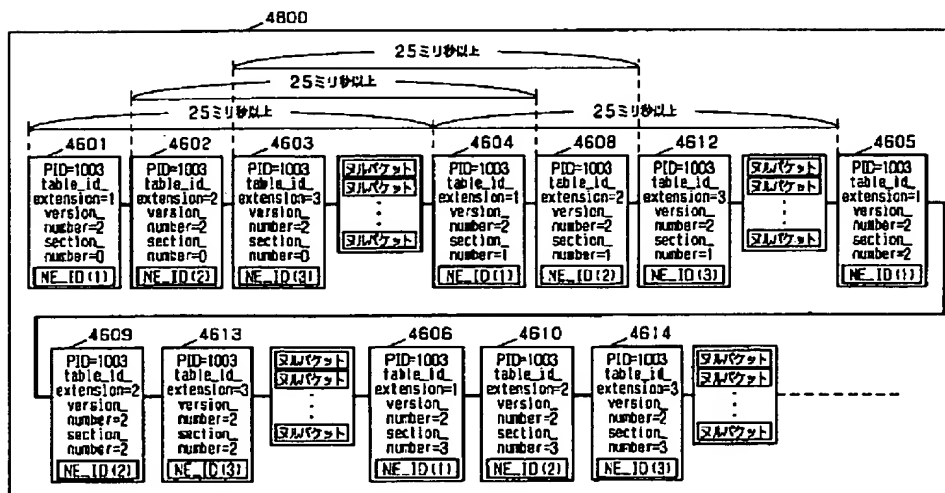 4800
25ミリ秒以上
25ミリ秒以上
25ミリ秒以上
25ミリ秒以上
4601
PID=1003
table_id_
extension=1
version_
number=2
section_
number=0
NE_ID(1)
4602
PID=1003
table_id_
extension=2
version_
number=2
section_
number=0
NE_ID(2)
4603
PID=1003
table_id_
extension=3
version_
number=2
section_
number=0
NE_ID(3)
ヌルパケット
ヌルパケット
ヌルパケット
4604
PID=1003
table_id_
extension=1
version_
number=2
section_
number=1
NE_ID(1)
4608
PID=1003
table_id_
extension=2
version_
number=2
section_
number=1
NE_ID(2)
4612
PID=1003
table_id_
extension=3
version_
number=2
section_
number=1
NE_ID(3)
ヌルパケット
ヌルパケット
ヌルパケット
4605
PID=1003
table_id_
extension=1
version_
number=2
section_
number=2
NE_ID(1)
4609
PID=1003
table_id_
extension=2
version_
number=2
section_
number=2
NE_ID(2)
4613
PID=1003
table_id_
extension=3
version_
number=2
section_
number=2
NE_ID(3)
ヌルパケット
ヌルパケット
ヌルパケット
4606
PID=1003
table_id_
extension=1
version_
number=2
section_
number=3
NE_ID(1)
4610
PID=1003
table_id_
extension=2
version_
number=2
section_
number=3
NE_ID(2)
4614
PID=1003
table_id_
extension=3
version_
number=2
section_
number=3
NE_ID(3)
ヌルパケット
ヌルパケット
ヌルパケット